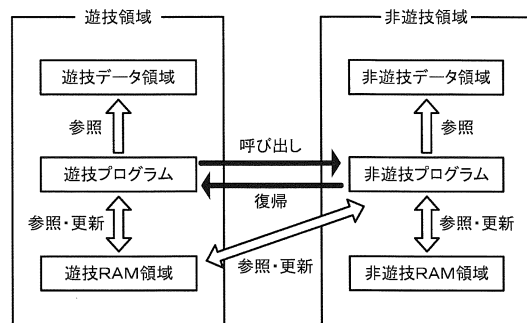 遊技領域
非遊技領域
遊技データ領域
非遊技データ領域
参照
参照
呼び出し
遊技プログラム
非遊技プログラム
復帰
参照・更新
参照・更新
参照・更新
遊技RAM領域
非遊技RAM領域